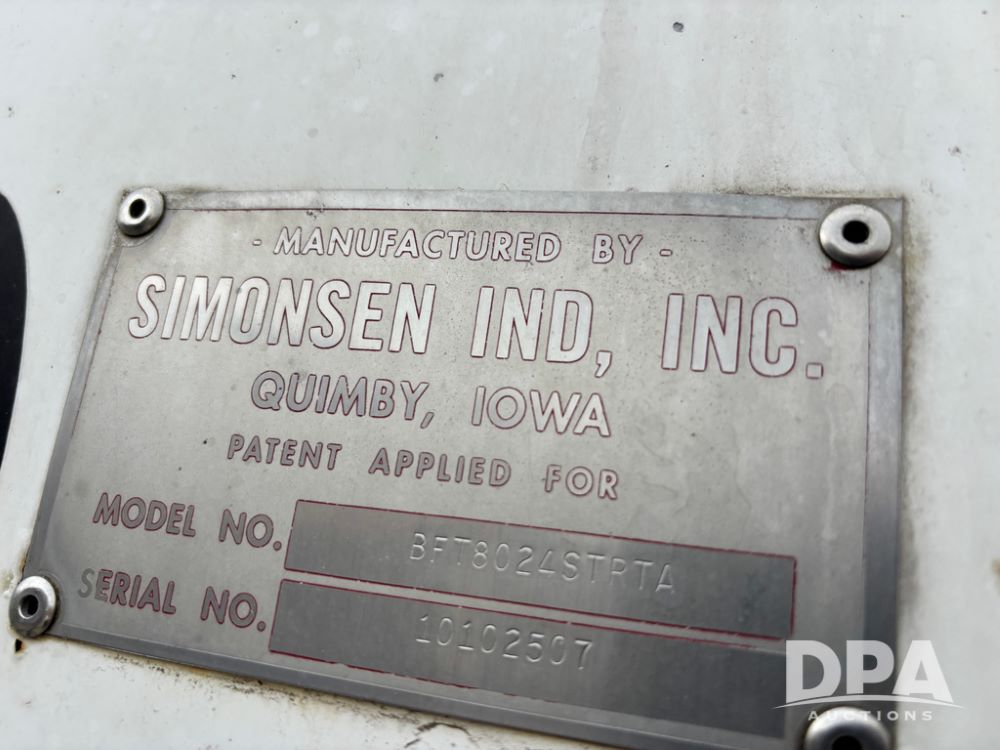 - MANUFACTURED BY -
SIMONSEN IND, INC.
QUIMBY, IOWA
PATENT APPLIED FOR
MODEL NO. BFT8024STRTA
SERIAL NO. 10102507
DPA
AUCTIONS